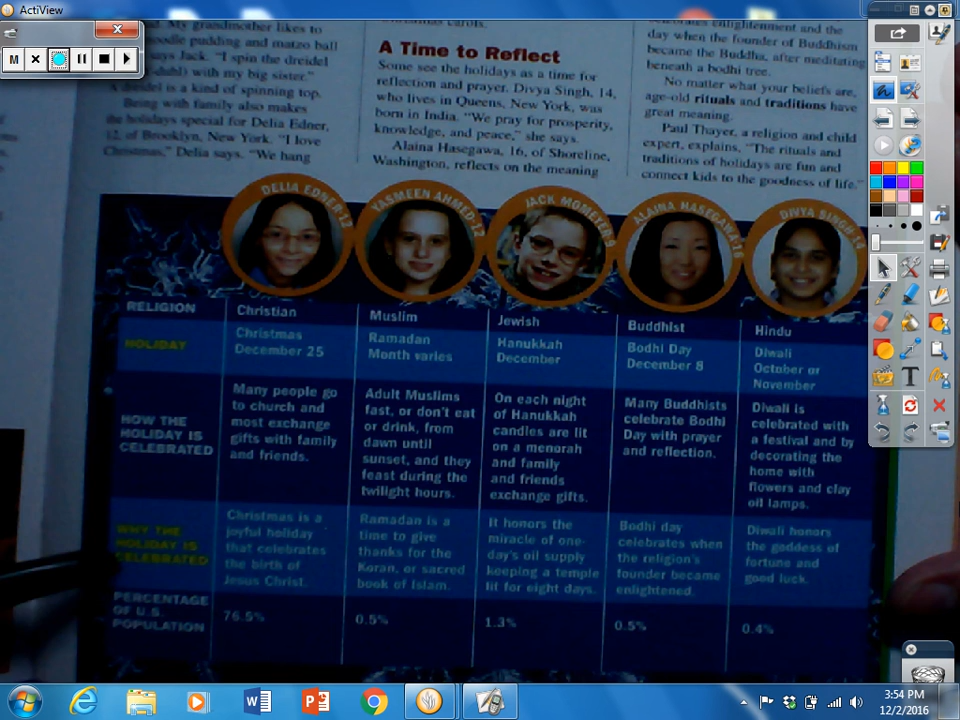 ActiView
My grandmother likes to
noodle pudding and matzo ball
says Jack. "I spin the dreidel
with my big sister."
A dreidel is a kind of spinning top.
Being with family also makes
the holidays special for Delia Edner,
12, of Brooklyn, New York. "I love
Christmas," Delia says. "We hang
Christmas carols.
A Time to Reflect
Some see the holidays as a time for
reflection and prayer. Divya Singh, 14,
who lives in Queens, New York, was
born in India. "We pray for prosperity,
knowledge, and peace," she says.
Alaina Hasegawa, 16, of Shoreline,
Washington, reflects on the meaning
celebrates enlightenment and the
day when the founder of Buddhism
became the Buddha, after meditating
beneath a bodhi tree.
No matter what your beliefs are,
age-old rituals and traditions have
great meaning.
Paul Thayer, a religion and child
expert, explains, "The rituals and
traditions of holidays are fun and
connect kids to the goodness of life."
DELIA EDNER 12
YASMEEN AHMED 12
JACK
ALAINA HASEGAWA 16
DIVYA SINGH 14
RELIGION
Christian
Muslim
Jewish
Buddhist
Hindu
HOLIDAY
Christmas
December 25
Ramadan
Month varies
Hanukkah
December
Bodhi Day
December 8
Diwali
October or
November
HOW THE
HOLIDAY IS
CELEBRATED
Many people go
to church and
most exchange
gifts with family
and friends.
Adult Muslims
fast, or don't eat
or drink, from
dawn until
sunset, and they
feast during the
twilight hours.
On each night
of Hanukkah
candles are lit
on a menorah
and family
and friends
exchange gifts.
Many Buddhists
celebrate Bodhi
Day with prayer
and reflection.
Diwali is
celebrated with
a festival and by
decorating the
home with
flowers and clay
oil lamps.
WHY THE
HOLIDAY IS
CELEBRATED
Christmas is a
joyful holiday
that celebrates
the birth of
Jesus Christ.
Ramadan is a
time to give
thanks for the
Koran, or sacred
book of Islam.
It honors the
miracle of one-
day's oil supply
keeping a temple
lit for eight days.
Bodhi day
celebrates when
the religion's
founder became
enlightened.
Diwali honors
the goddess of
fortune and
good luck.
PERCENTAGE
OF U.S.
POPULATION
76.5%
0.5%
1.3%
0.5%
0.4%
3:54 PM
12/2/2016